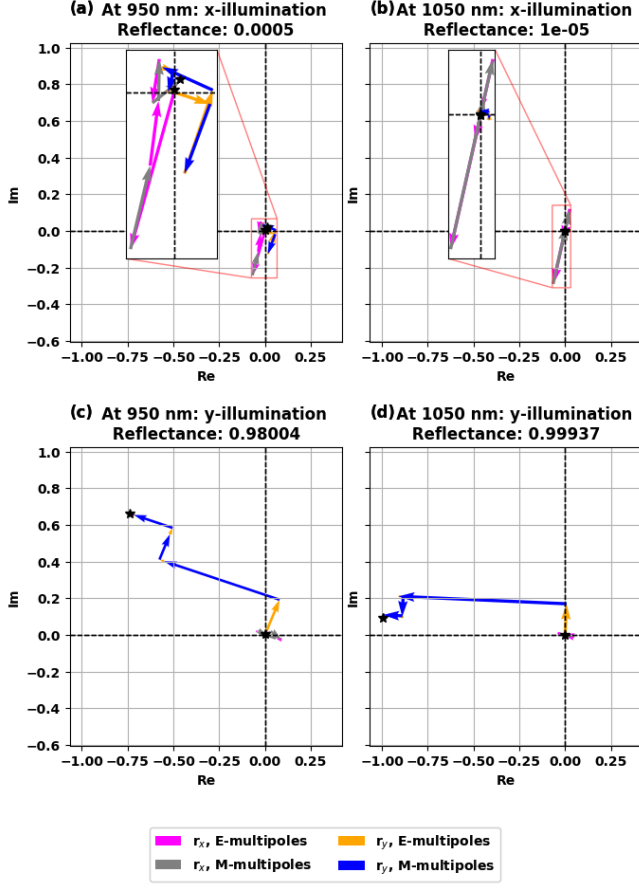 (a) At 950 nm: x-illumination
Reflectance: 0.0005
(b) At 1050 nm: x-illumination
Reflectance: 1e-05
1.0
0.8
0.6
0.4
0.2
0.0
−0.2
−0.4
−0.6
Im
Im
−1.00 −0.75 −0.50 −0.25 0.00 0.25
Re
−1.00 −0.75 −0.50 −0.25 0.00 0.25
Re
(c) At 950 nm: y-illumination
Reflectance: 0.98004
(d) At 1050 nm: y-illumination
Reflectance: 0.99937
1.0
0.8
0.6
0.4
0.2
0.0
−0.2
−0.4
−0.6
Im
Im
−1.00 −0.75 −0.50 −0.25 0.00 0.25
Re
−1.00 −0.75 −0.50 −0.25 0.00 0.25
Re
rₓ, E-multipoles
rₓ, M-multipoles
r_y, E-multipoles
r_y, M-multipoles